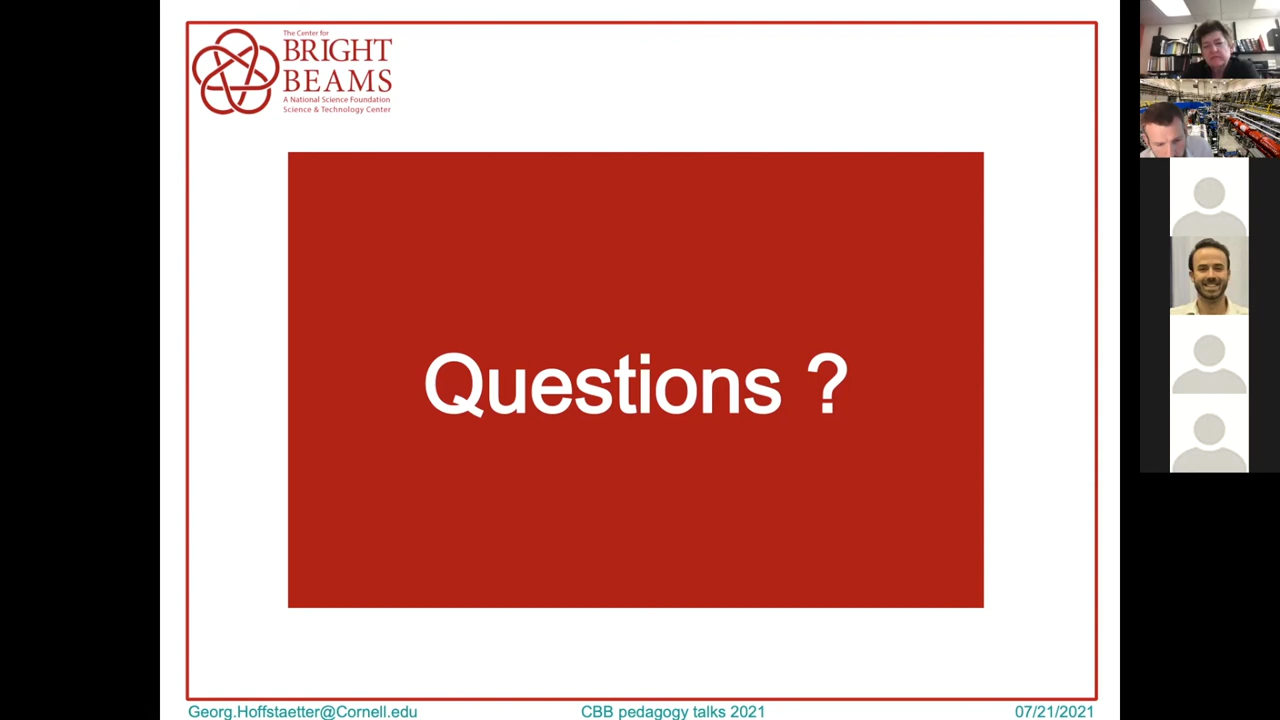 The Center for
BRIGHT
BEAMS
A National Science Foundation
Science & Technology Center
Questions ?
Georg.Hoffstaetter@Cornell.edu
CBB pedagogy talks 2021
07/21/2021